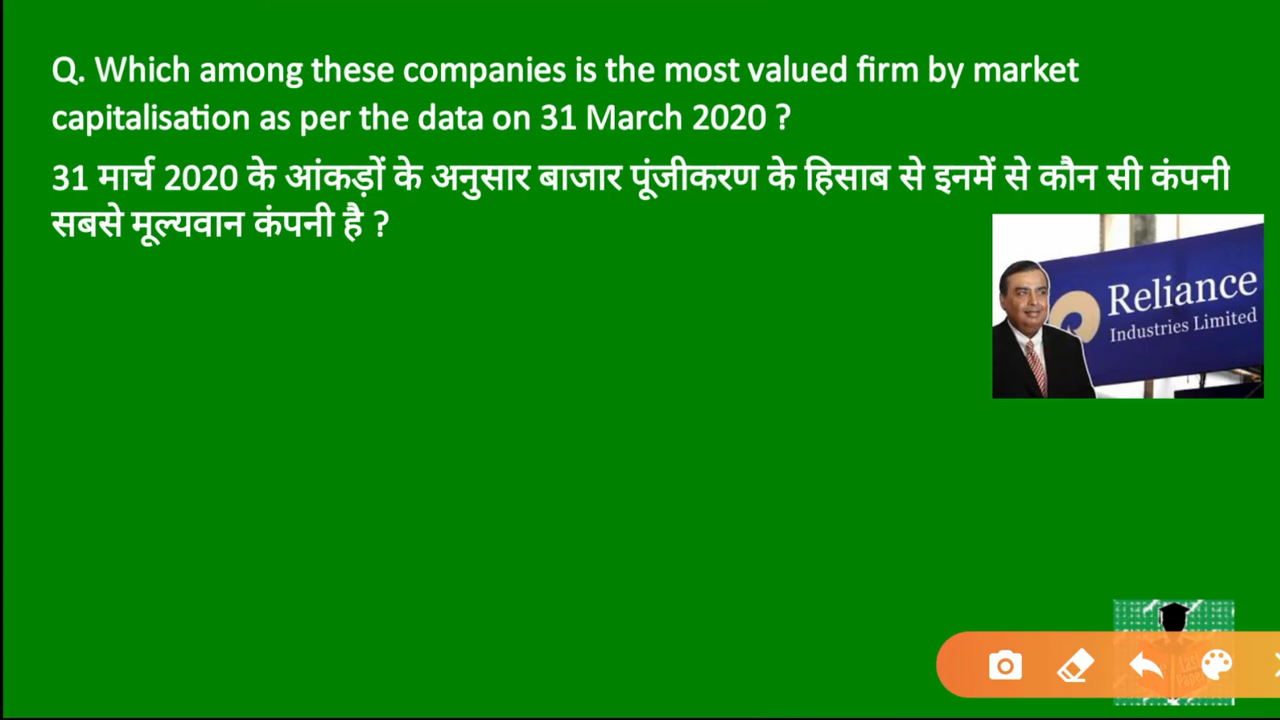 Q. Which among these companies is the most valued firm by market
capitalisation as per the data on 31 March 2020 ?
31 मार्च 2020 के आंकड़ों के अनुसार बाजार पूंजीकरण के हिसाब से इनमें से कौन सी कंपनी
सबसे मूल्यवान कंपनी है ?
Reliance
Industries Limited